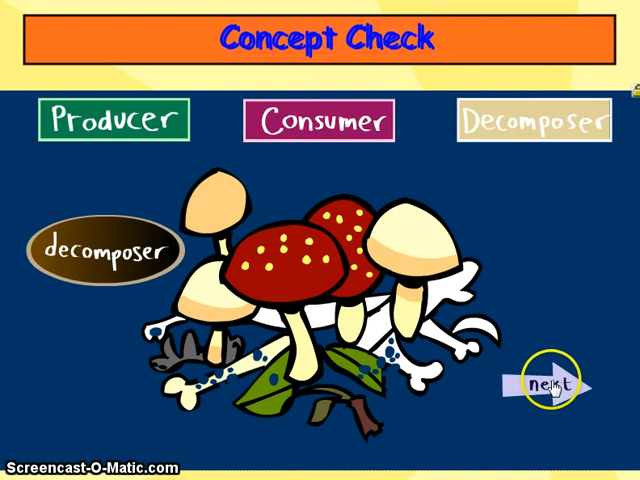 Concept Check
Producer
Consumer
Decomposer
decomposer
next
Screencast-O-Matic.com